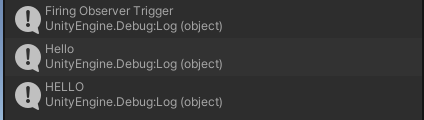 Firing Observer Trigger
UnityEngine.Debug:Log (object)
Hello
UnityEngine.Debug:Log (object)
HELLO
UnityEngine.Debug:Log (object)